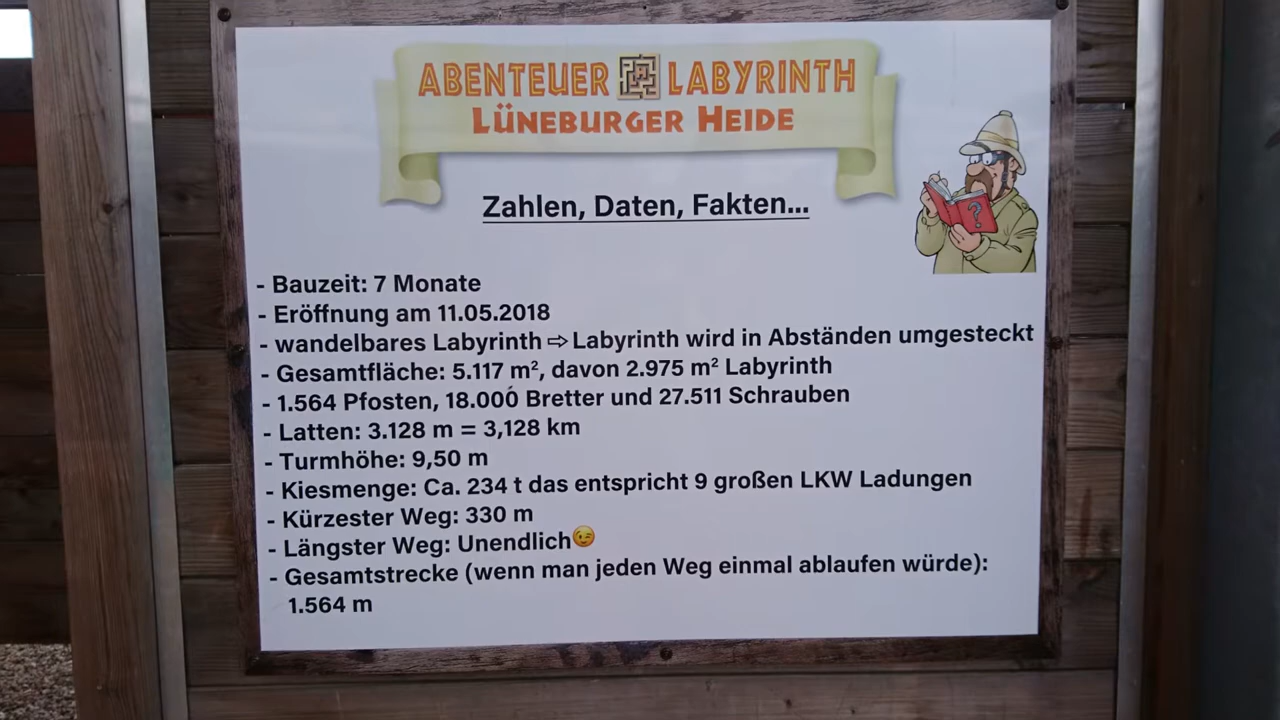 ABENTEUER LABYRINTH
LÜNEBURGER HEIDE
?
Zahlen, Daten, Fakten...
- Bauzeit: 7 Monate
- Eröffnung am 11.05.2018
- wandelbares Labyrinth ⇨ Labyrinth wird in Abständen umgesteckt
- Gesamtfläche: 5.117 m², davon 2.975 m² Labyrinth
- 1.564 Pfosten, 18.000 Bretter und 27.511 Schrauben
- Latten: 3.128 m = 3,128 km
- Turmhöhe: 9,50 m
- Kiesmenge: Ca. 234 t das entspricht 9 großen LKW Ladungen
- Kürzester Weg: 330 m
- Längster Weg: Unendlich😉
- Gesamtstrecke (wenn man jeden Weg einmal ablaufen würde):
1.564 m